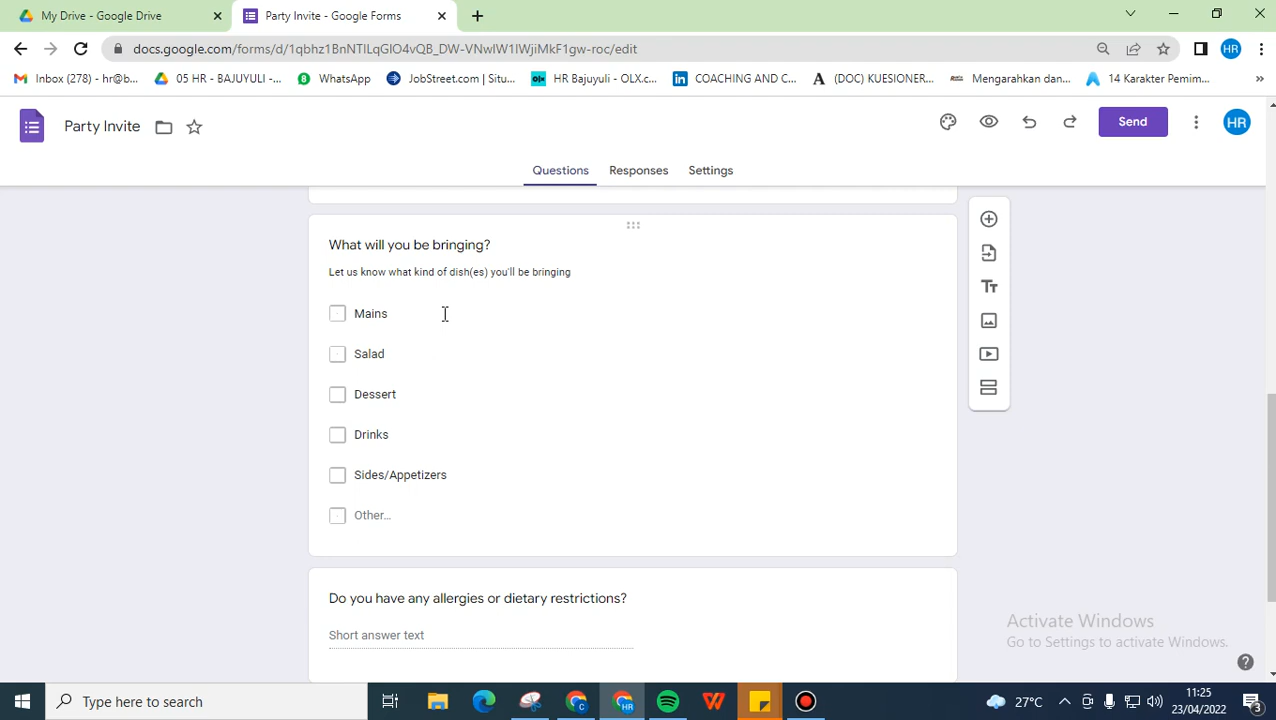 My Drive - Google Drive
Party Invite - Google Forms
docs.google.com/forms/d/1qbhz1BnNTlLqGlO4vQB_DW-VNwIW1lWjiMkF1gw-roc/edit
HR
Inbox (278) - hr@b...
05 HR - BAJUYULI -...
WhatsApp
JobStreet.com | Situ...
HR Bajuyuli - OLX.c...
COACHING AND C...
(DOC) KUESIONER...
Mengarahkan dan...
14 Karakter Pemim...
Party Invite
Send
HR
Questions
Responses
Settings
What will you be bringing?
Let us know what kind of dish(es) you'll be bringing
Mains
Salad
Dessert
Drinks
Sides/Appetizers
Other...
Do you have any allergies or dietary restrictions?
Short answer text
Activate Windows
Go to Settings to activate Windows.
Type here to search
27°C
11:25
23/04/2022
3